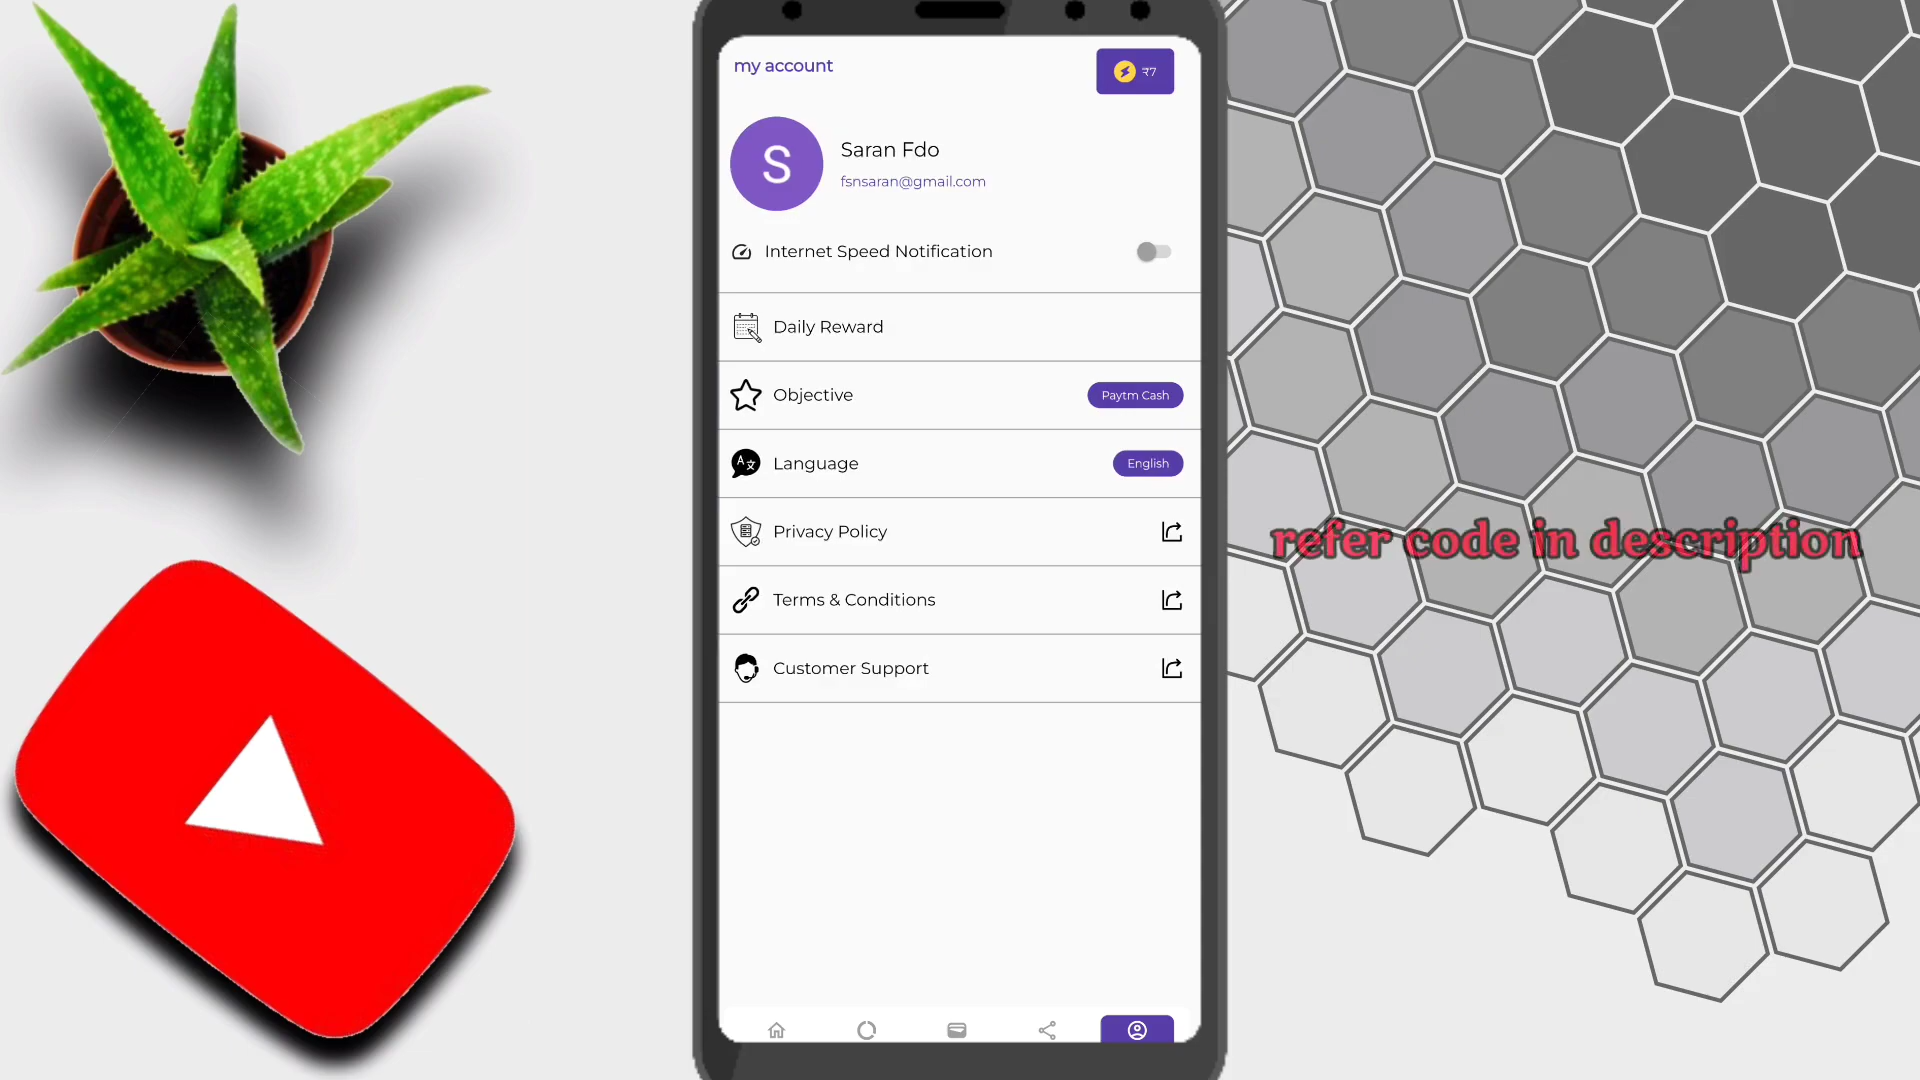 my account
₹7
S
Saran Fdo
fsnsaran@gmail.com
Internet Speed Notification
Daily Reward
Objective
Paytm Cash
Language
English
Privacy Policy
Terms & Conditions
Customer Support
refer code in description